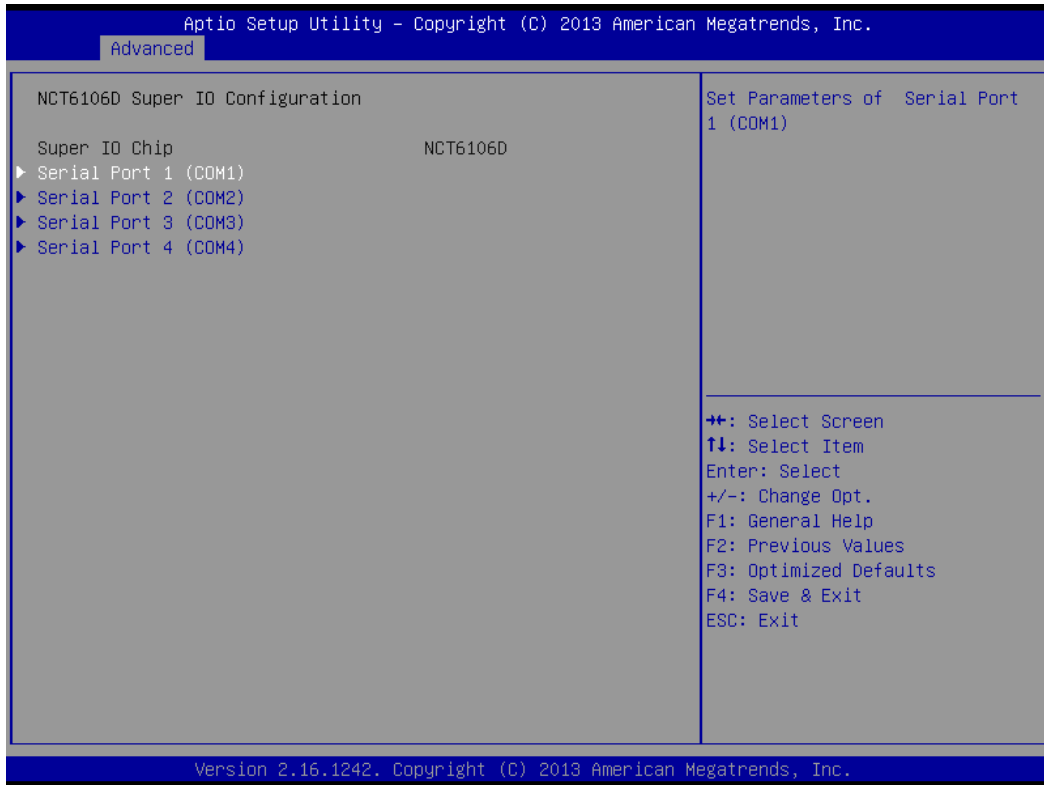 Aptio Setup Utility – Copyright (C) 2013 American Megatrends, Inc.
Advanced
NCT6106D Super IO Configuration
Super IO Chip NCT6106D
Serial Port 1 (COM1)
Serial Port 2 (COM2)
Serial Port 3 (COM3)
Serial Port 4 (COM4)
Set Parameters of Serial Port
1 (COM1)
→←: Select Screen
↑↓: Select Item
Enter: Select
+/-: Change Opt.
F1: General Help
F2: Previous Values
F3: Optimized Defaults
F4: Save & Exit
ESC: Exit
Version 2.16.1242. Copyright (C) 2013 American Megatrends, Inc.